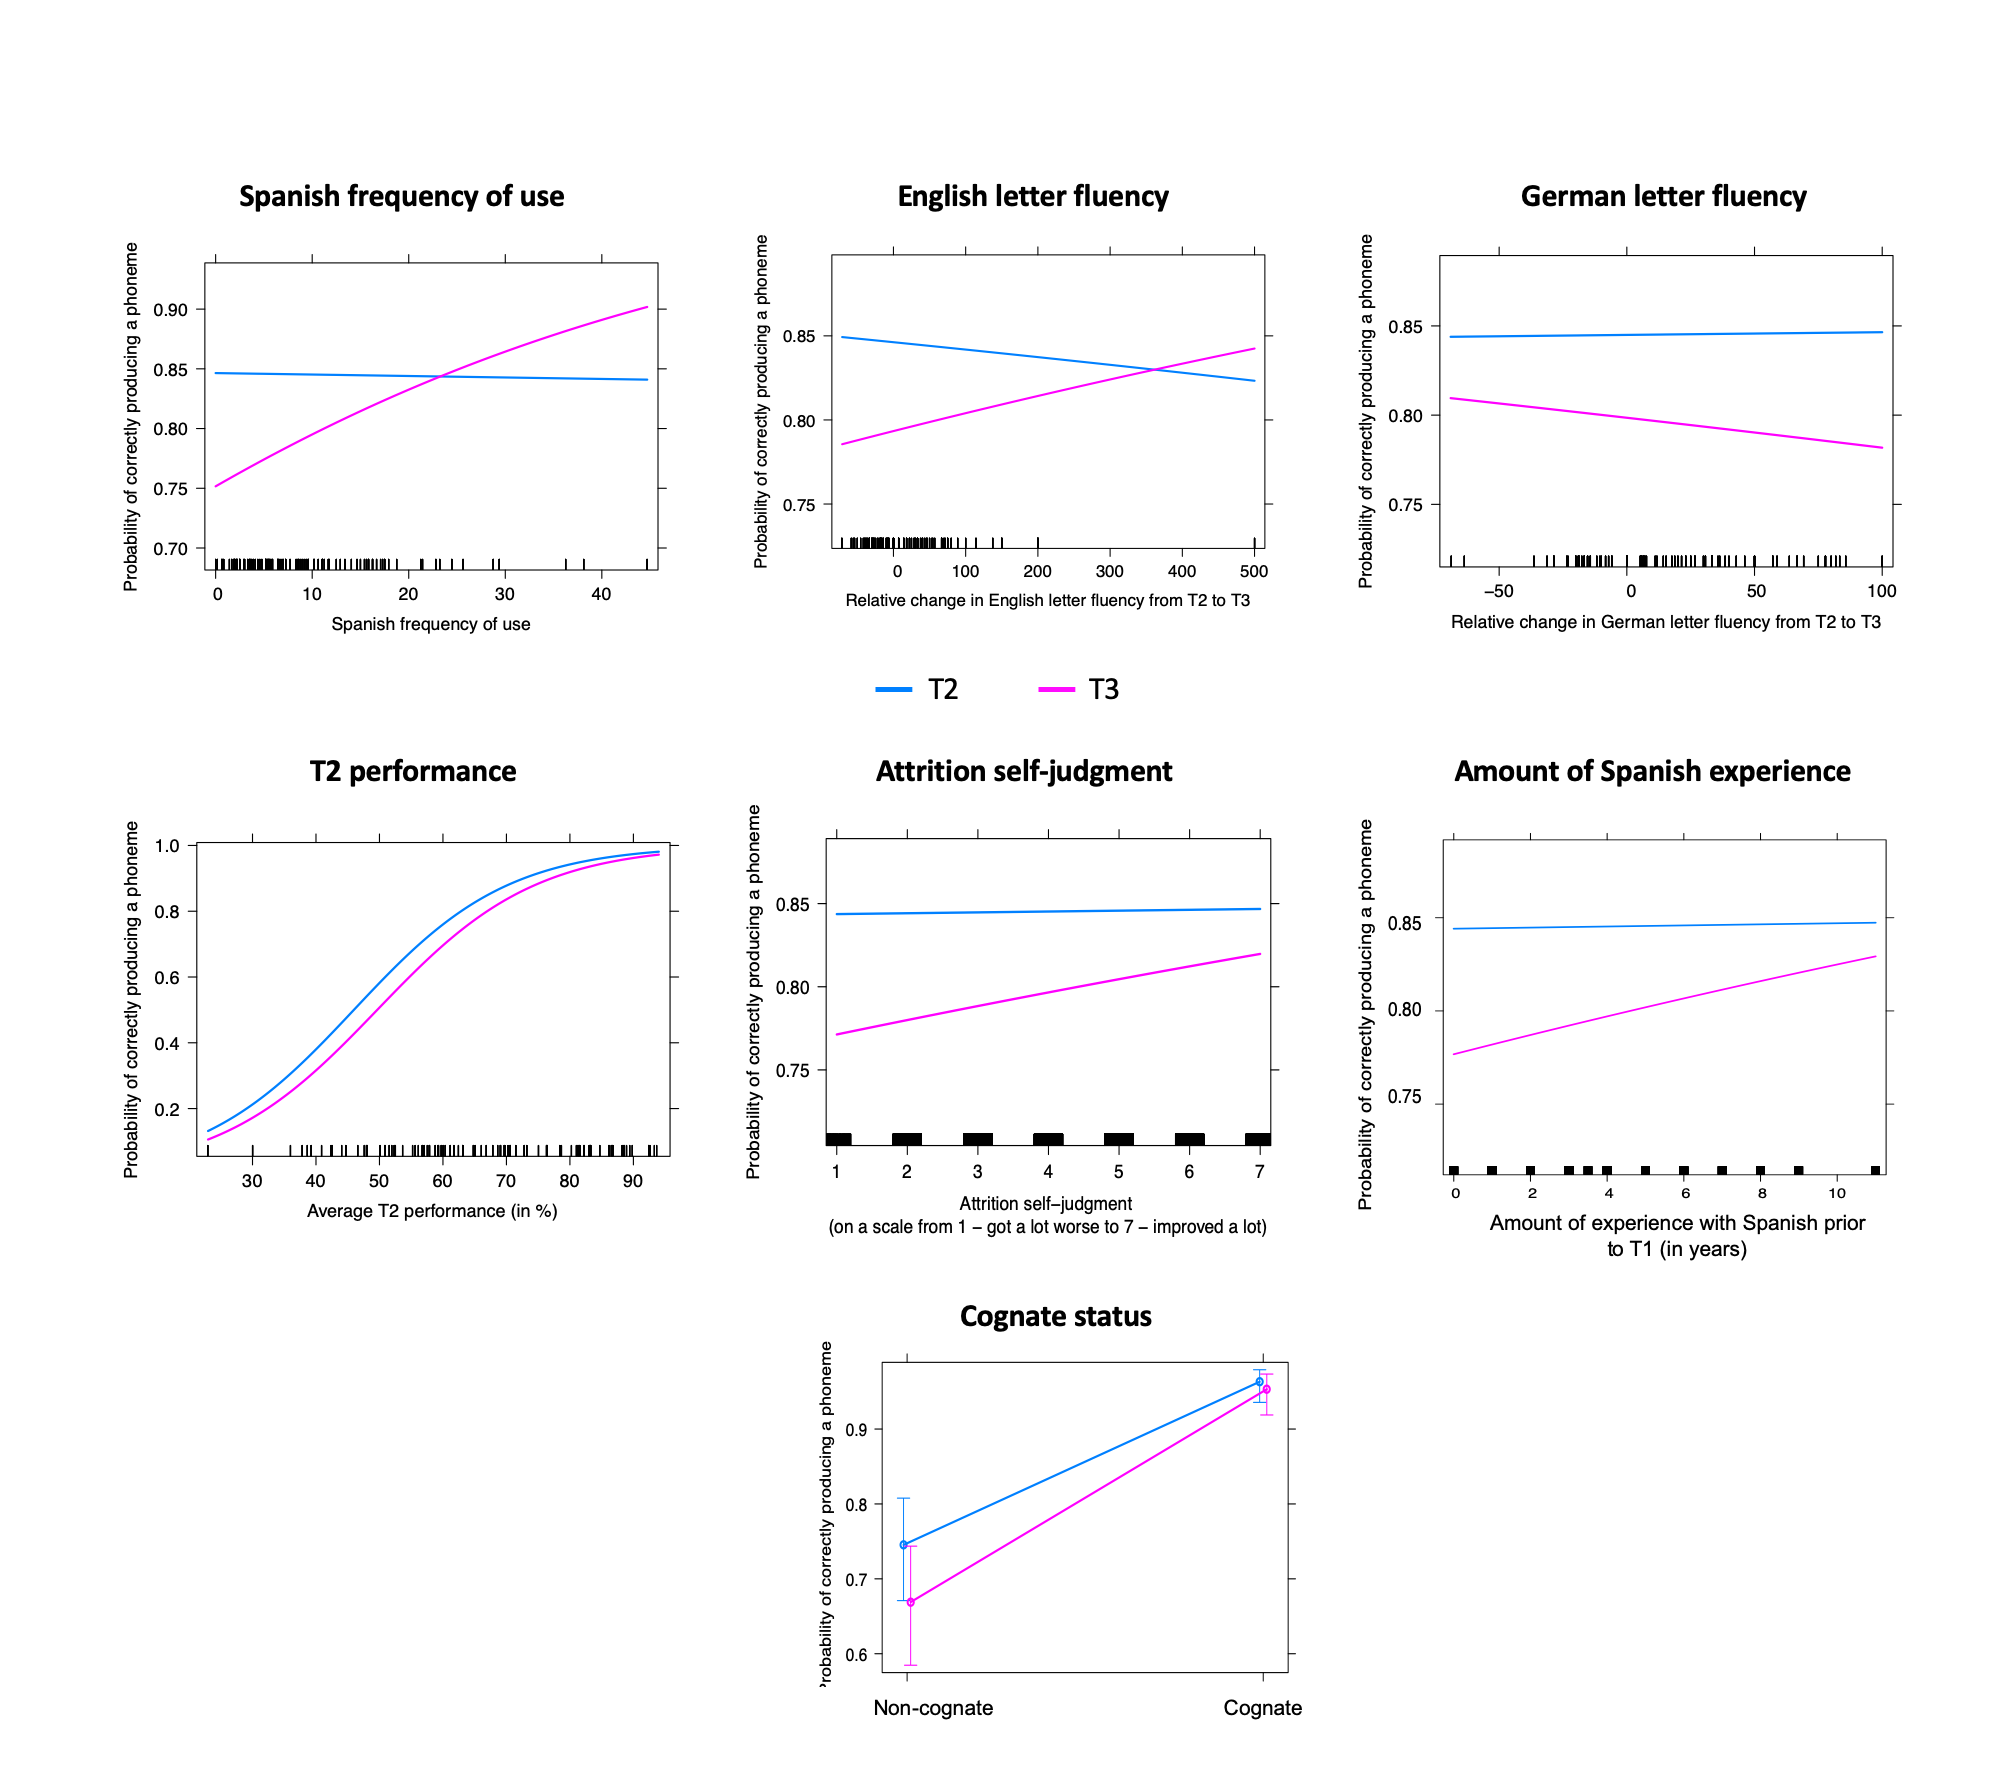 Spanish frequency of use
English letter fluency
German letter fluency
Probability of correctly producing a phoneme
0.90
0.85
0.80
0.75
0.70
0 10 20 30 40
Spanish frequency of use
Probability of correctly producing a phoneme
0.85
0.80
0.75
0 100 200 300 400 500
Relative change in English letter fluency from T2 to T3
Probability of correctly producing a phoneme
0.85
0.80
0.75
−50 0 50 100
Relative change in German letter fluency from T2 to T3
T2 T3
T2 performance
Attrition self-judgment
Amount of Spanish experience
Probability of correctly producing a phoneme
1.0
0.8
0.6
0.4
0.2
30 40 50 60 70 80 90
Average T2 performance (in %)
Probability of correctly producing a phoneme
0.85
0.80
0.75
1 2 3 4 5 6 7
Attrition self−judgment
(on a scale from 1 − got a lot worse to 7 − improved a lot)
Probability of correctly producing a phoneme
0.85
0.80
0.75
0 2 4 6 8 10
Amount of experience with Spanish prior
to T1 (in years)
Cognate status
Probability of correctly producing a phoneme
0.9
0.8
0.7
0.6
Non-cognate Cognate